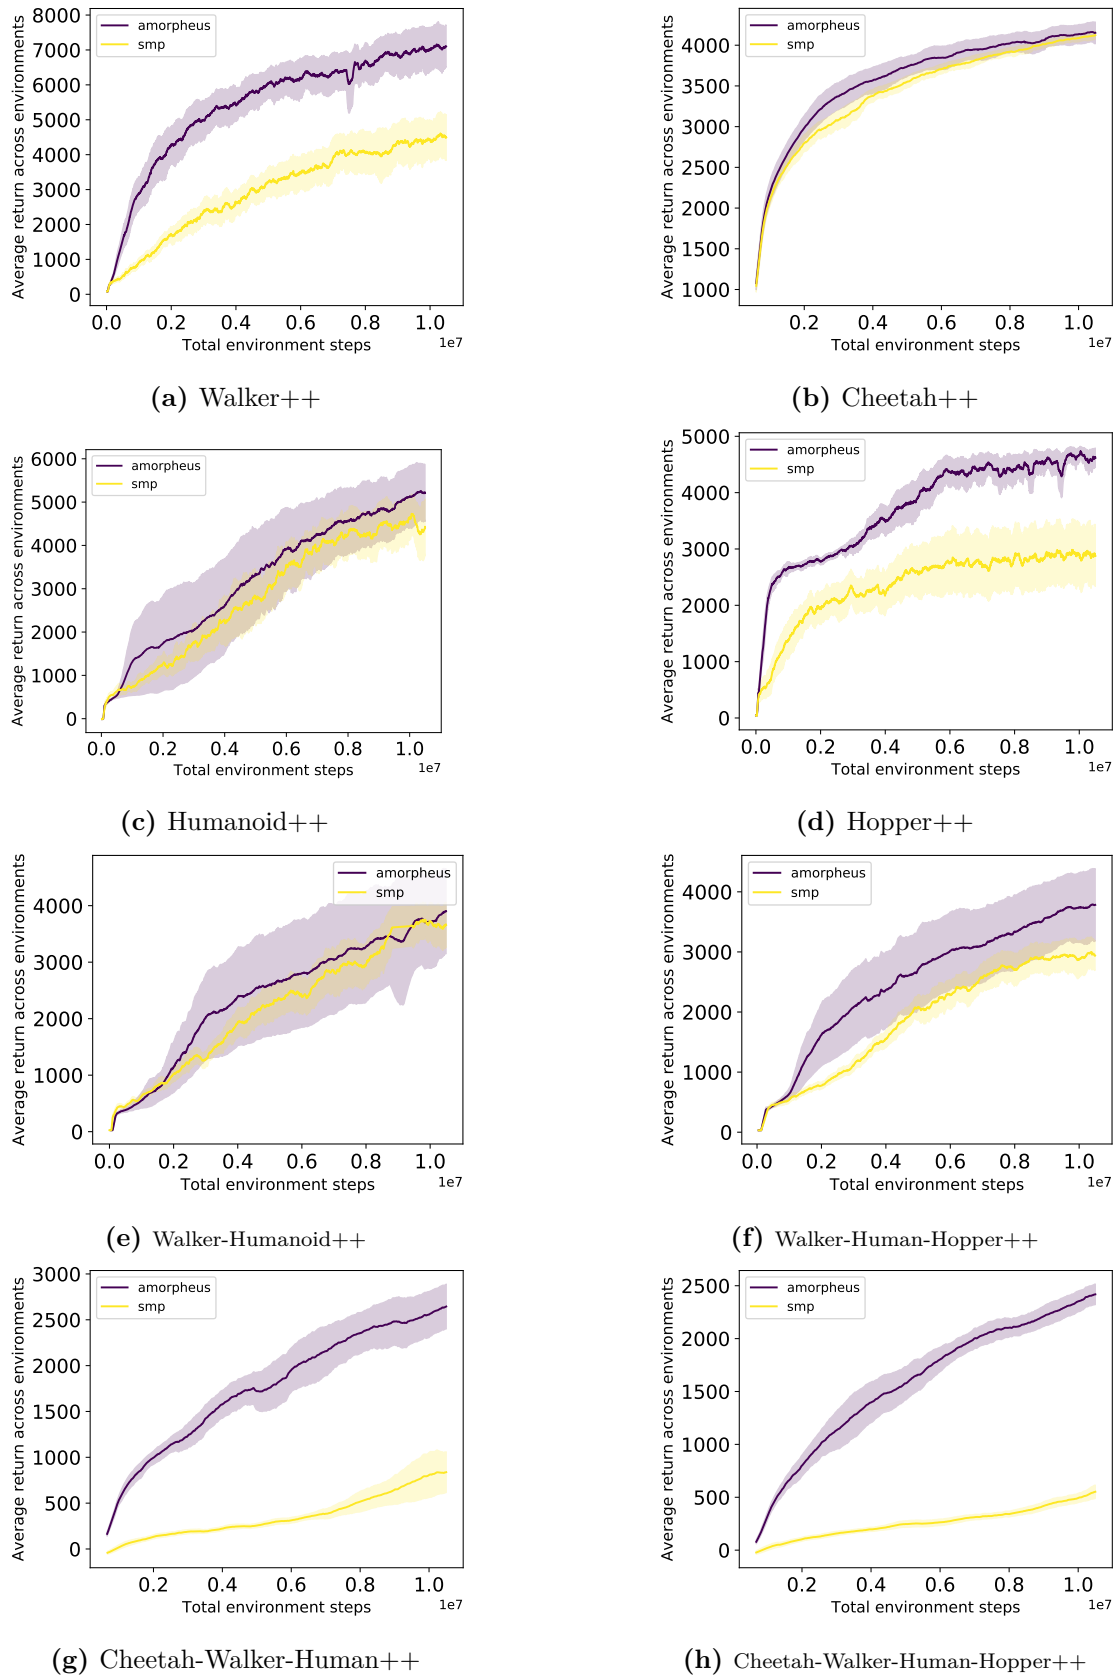 8000
7000
6000
5000
4000
3000
2000
1000
0
Average return across environments
amorpheus
smp
0.0 0.2 0.4 0.6 0.8 1.0
1e7
Total environment steps
(a) Walker++
4000
3500
3000
2500
2000
1500
1000
Average return across environments
amorpheus
smp
0.2 0.4 0.6 0.8 1.0
1e7
Total environment steps
(b) Cheetah++
6000
5000
4000
3000
2000
1000
0
Average return across environments
amorpheus
smp
0.0 0.2 0.4 0.6 0.8 1.0
1e7
Total environment steps
(c) Humanoid++
5000
4000
3000
2000
1000
0
Average return across environments
amorpheus
smp
0.0 0.2 0.4 0.6 0.8 1.0
1e7
Total environment steps
(d) Hopper++
4000
3000
2000
1000
0
Average return across environments
amorpheus
smp
0.0 0.2 0.4 0.6 0.8 1.0
1e7
Total environment steps
(e) Walker-Humanoid++
4000
3000
2000
1000
0
Average return across environments
amorpheus
smp
0.0 0.2 0.4 0.6 0.8 1.0
1e7
Total environment steps
(f) Walker-Human-Hopper++
3000
2500
2000
1500
1000
500
0
Average return across environments
amorpheus
smp
0.2 0.4 0.6 0.8 1.0
1e7
Total environment steps
(g) Cheetah-Walker-Human++
2500
2000
1500
1000
500
0
Average return across environments
amorpheus
smp
0.2 0.4 0.6 0.8 1.0
1e7
Total environment steps
(h) Cheetah-Walker-Human-Hopper++